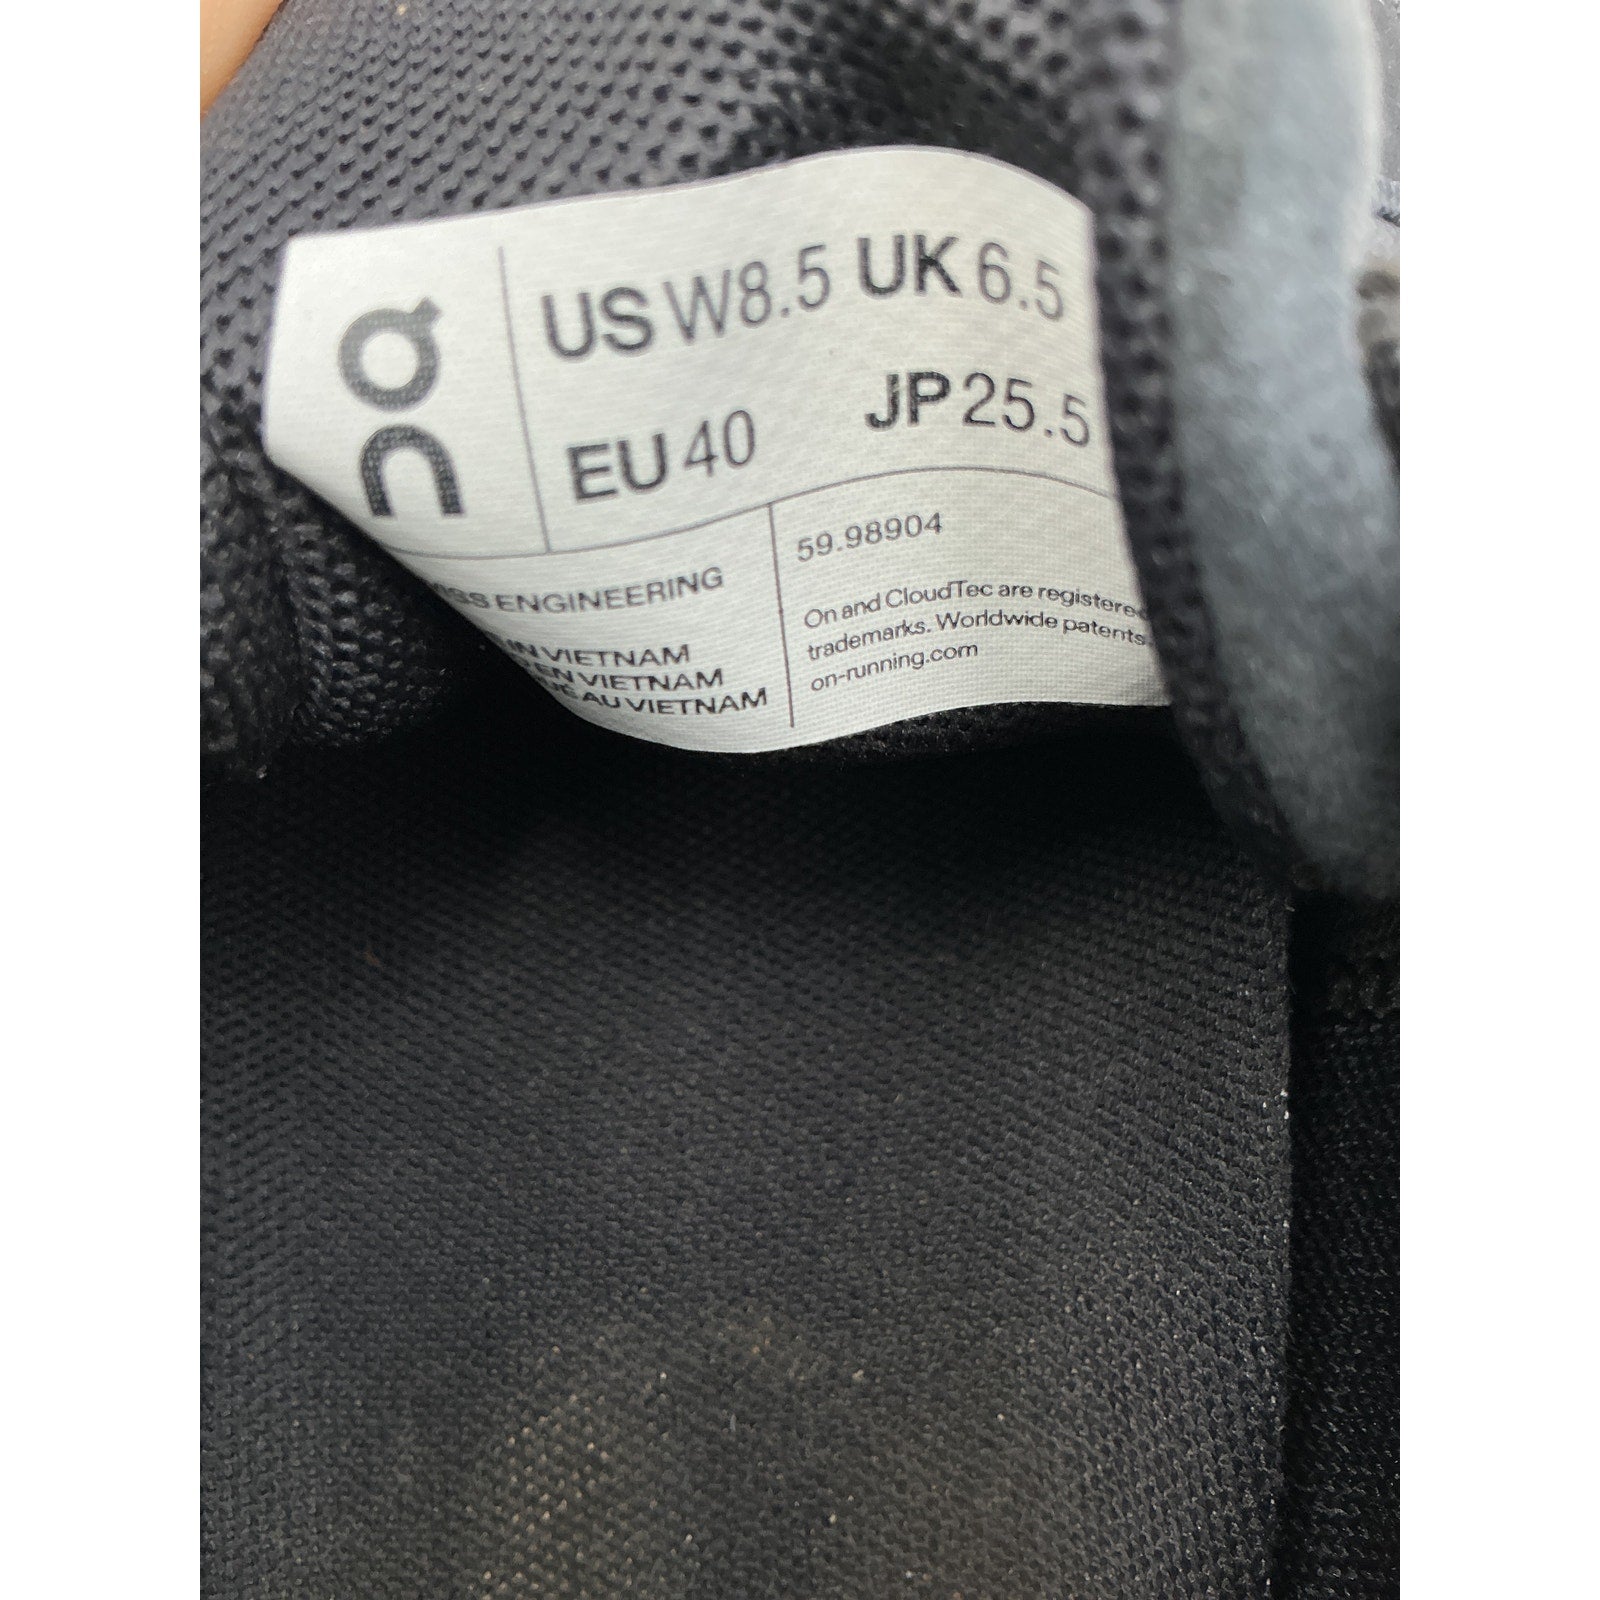 On
US W8.5 UK 6.5
EU 40 JP 25.5
ENGINEERING
IN VIETNAM
EN VIETNAM
AU VIETNAM
59.98904
On and CloudTec are registered
trademarks. Worldwide patents.
on-running.com